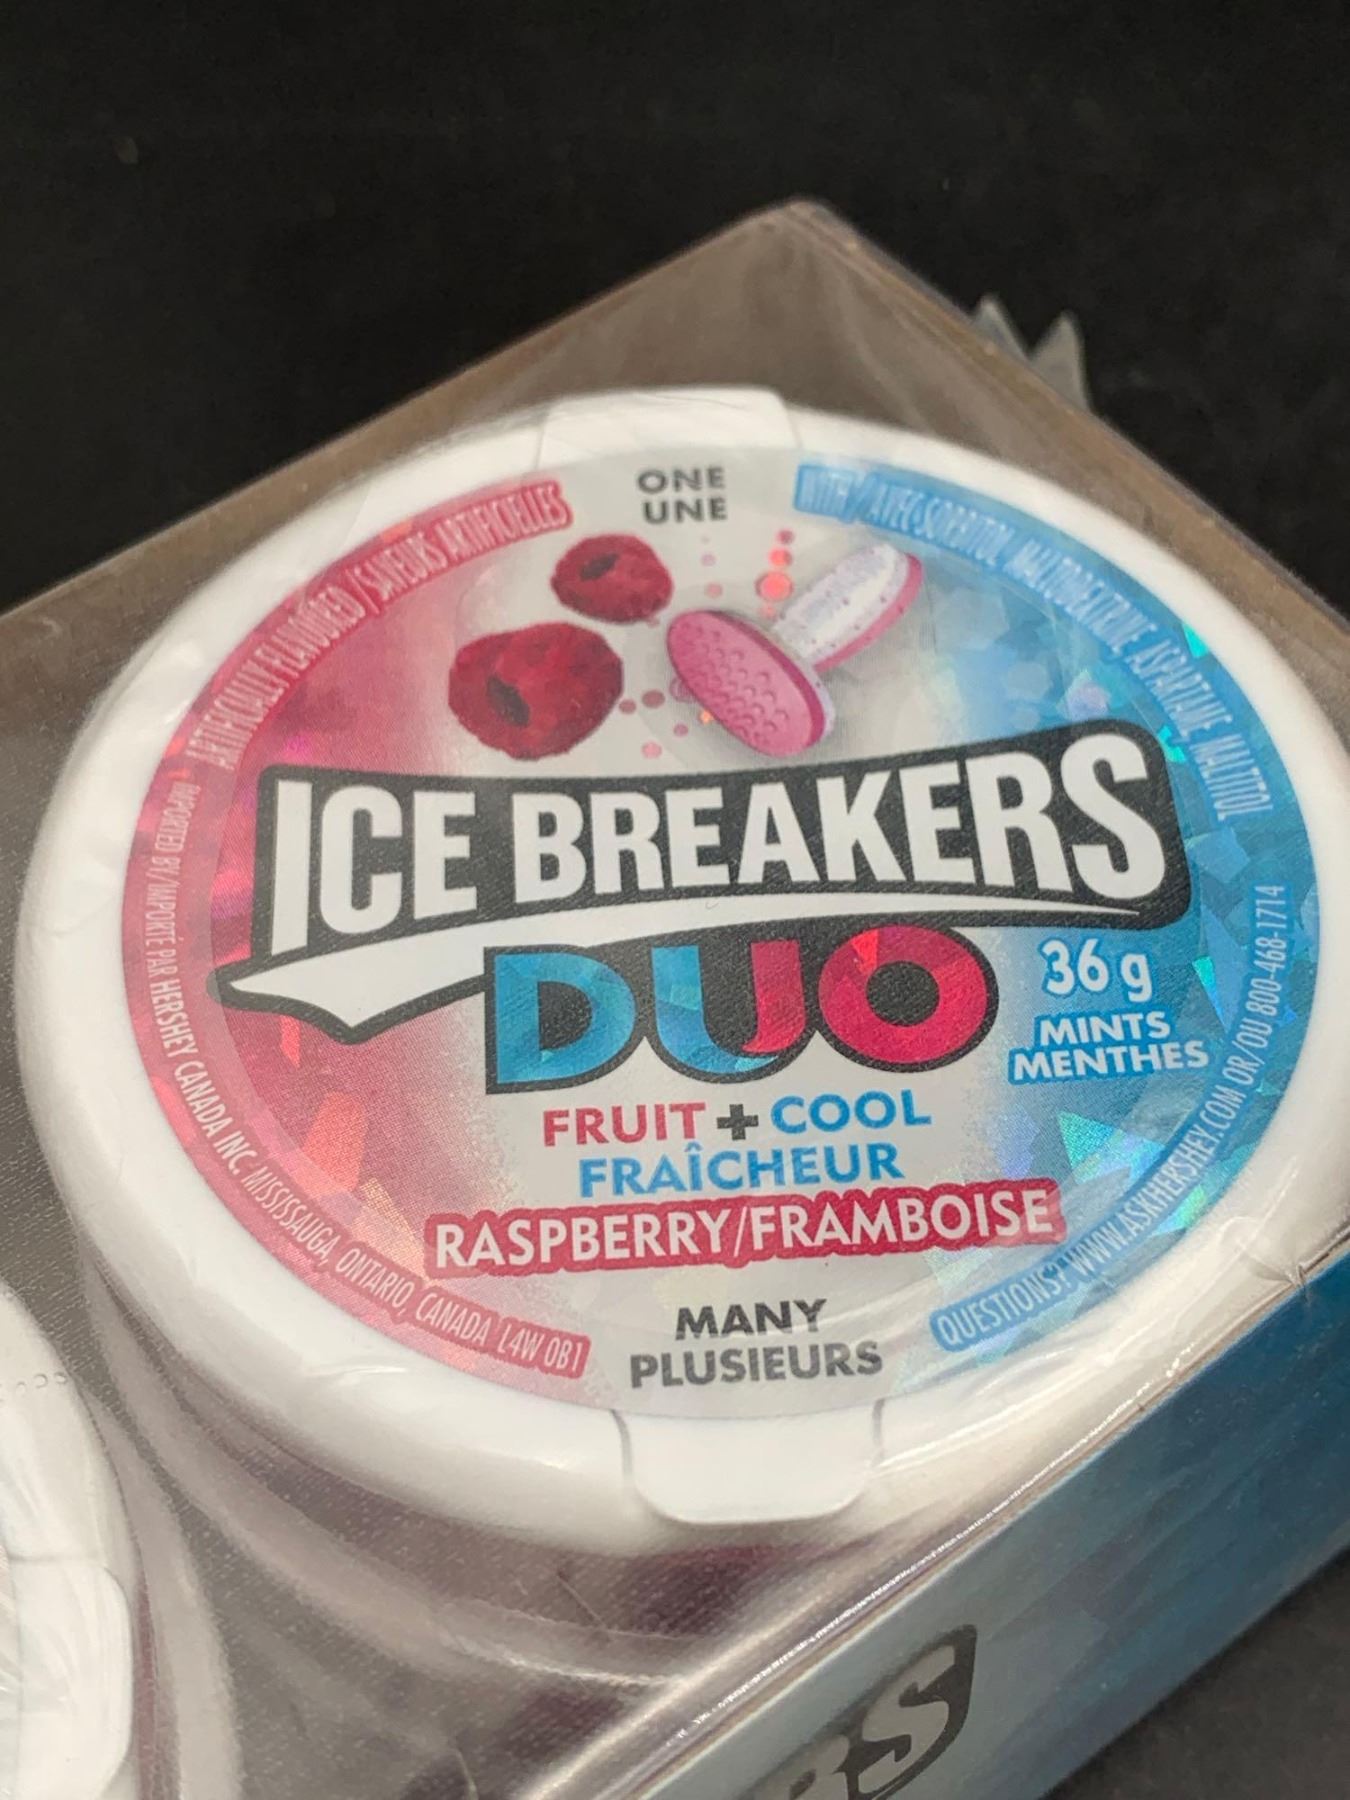 ONE
UNE
ARTIFICIALLY FLAVOURED / SAVEURS ARTIFICIELLES
WITH / AVEC SORBITOL, MALTODEXTRINE, ASPARTAME, MALTITOL
ICE BREAKERS
DUO
36 g
MINTS
MENTHES
FRUIT + COOL
FRAÎCHEUR
RASPBERRY/FRAMBOISE
MANY
PLUSIEURS
IMPORTED BY/IMPORTÉ PAR HERSHEY CANADA INC. MISSISSAUGA, ONTARIO, CANADA L4W 0B1
QUESTIONS? WWW.ASKHERSHEY.COM OR/OU 800-468-1714